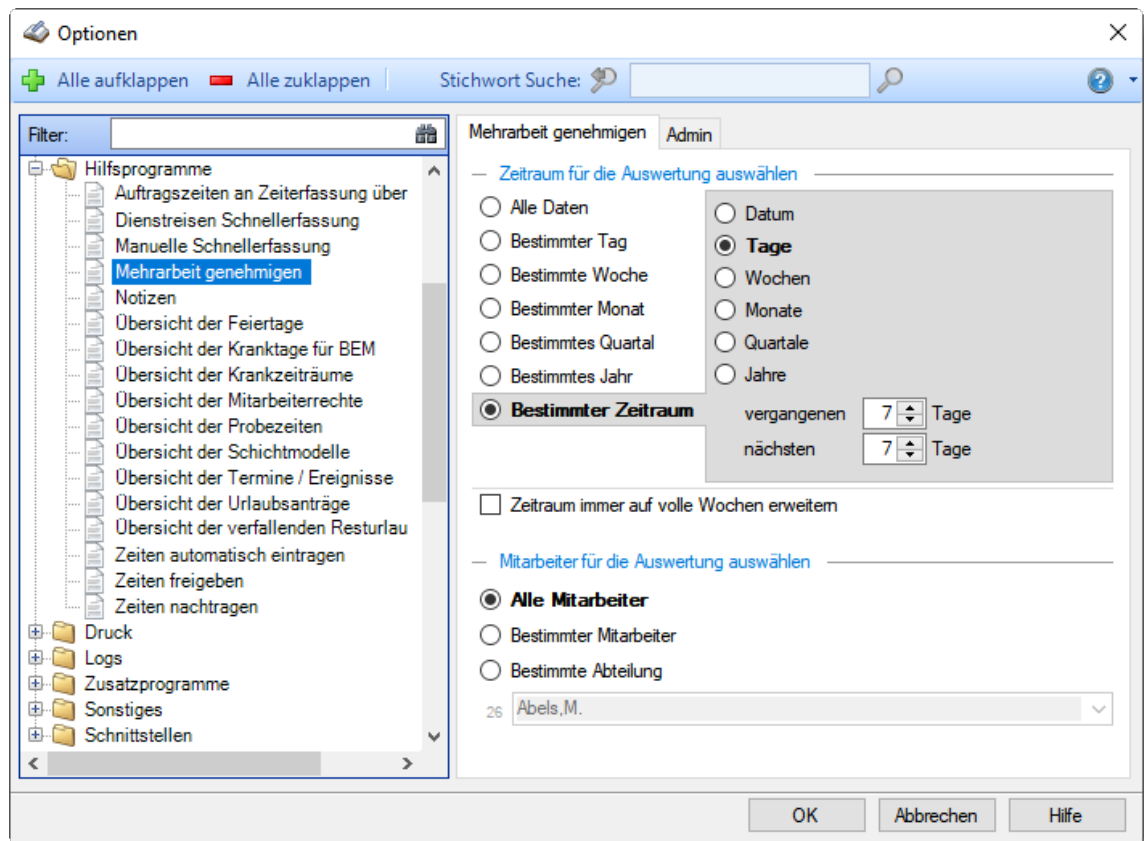 Optionen
Alle aufklappen Alle zuklappen Stichwort Suche:
Filter:
Hilfsprogramme
Auftragszeiten an Zeiterfassung über
Dienstreisen Schnellerfassung
Manuelle Schnellerfassung
Mehrarbeit genehmigen
Notizen
Übersicht der Feiertage
Übersicht der Kranktage für BEM
Übersicht der Krankzeiträume
Übersicht der Mitarbeiterrechte
Übersicht der Probezeiten
Übersicht der Schichtmodelle
Übersicht der Termine / Ereignisse
Übersicht der Urlaubsanträge
Übersicht der verfallenden Resturlau
Zeiten automatisch eintragen
Zeiten freigeben
Zeiten nachtragen
Druck
Logs
Zusatzprogramme
Sonstiges
Schnittstellen
Mehrarbeit genehmigen Admin
Zeitraum für die Auswertung auswählen
Alle Daten
Bestimmter Tag
Bestimmte Woche
Bestimmter Monat
Bestimmtes Quartal
Bestimmtes Jahr
Bestimmter Zeitraum
Datum
Tage
Wochen
Monate
Quartale
Jahre
vergangenen 7 Tage
nächsten 7 Tage
Zeitraum immer auf volle Wochen erweitern
Mitarbeiter für die Auswertung auswählen
Alle Mitarbeiter
Bestimmter Mitarbeiter
Bestimmte Abteilung
26 Abels,M.
OK Abbrechen Hilfe